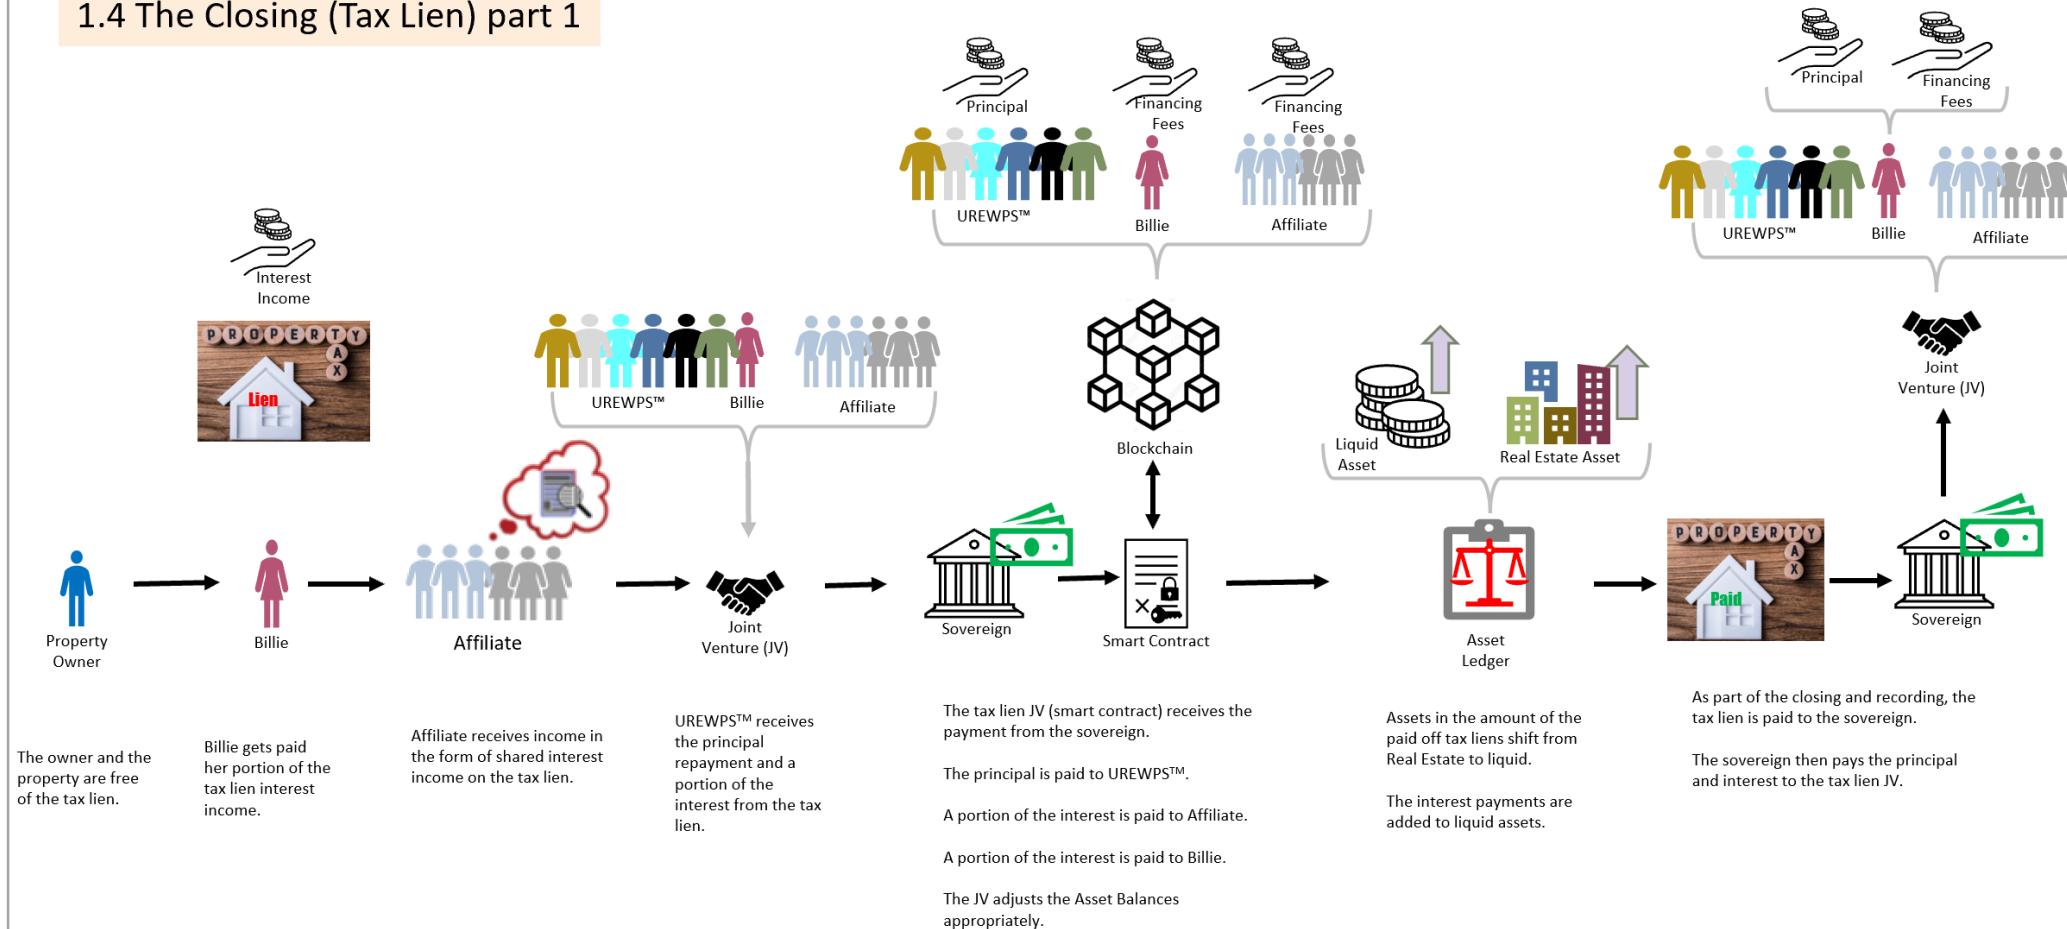 1.4 The Closing (Tax Lien) part 1
Principal
Financing
Fees
Financing
Fees
UREWPS™
Billie
Affiliate
Principal
Financing
Fees
UREWPS™
Billie
Affiliate
Interest
Income
PROPERTY
TAX
Lien
UREWPS™
Billie
Affiliate
Blockchain
Liquid
Asset
Real Estate Asset
Joint
Venture (JV)
Property
Owner
Billie
Affiliate
Joint
Venture (JV)
Sovereign
Smart Contract
Asset
Ledger
PROPERTY
TAX
Paid
Sovereign
The owner and the
property are free
of the tax lien.
Billie gets paid
her portion of the
tax lien interest
income.
Affiliate receives income in
the form of shared interest
income on the tax lien.
UREWPS™ receives
the principal
repayment and a
portion of the
interest from the tax
lien.
The tax lien JV (smart contract) receives the
payment from the sovereign.
The principal is paid to UREWPS™.
A portion of the interest is paid to Affiliate.
A portion of the interest is paid to Billie.
The JV adjusts the Asset Balances
appropriately.
Assets in the amount of the
paid off tax liens shift from
Real Estate to liquid.
The interest payments are
added to liquid assets.
As part of the closing and recording, the
tax lien is paid to the sovereign.
The sovereign then pays the principal
and interest to the tax lien JV.